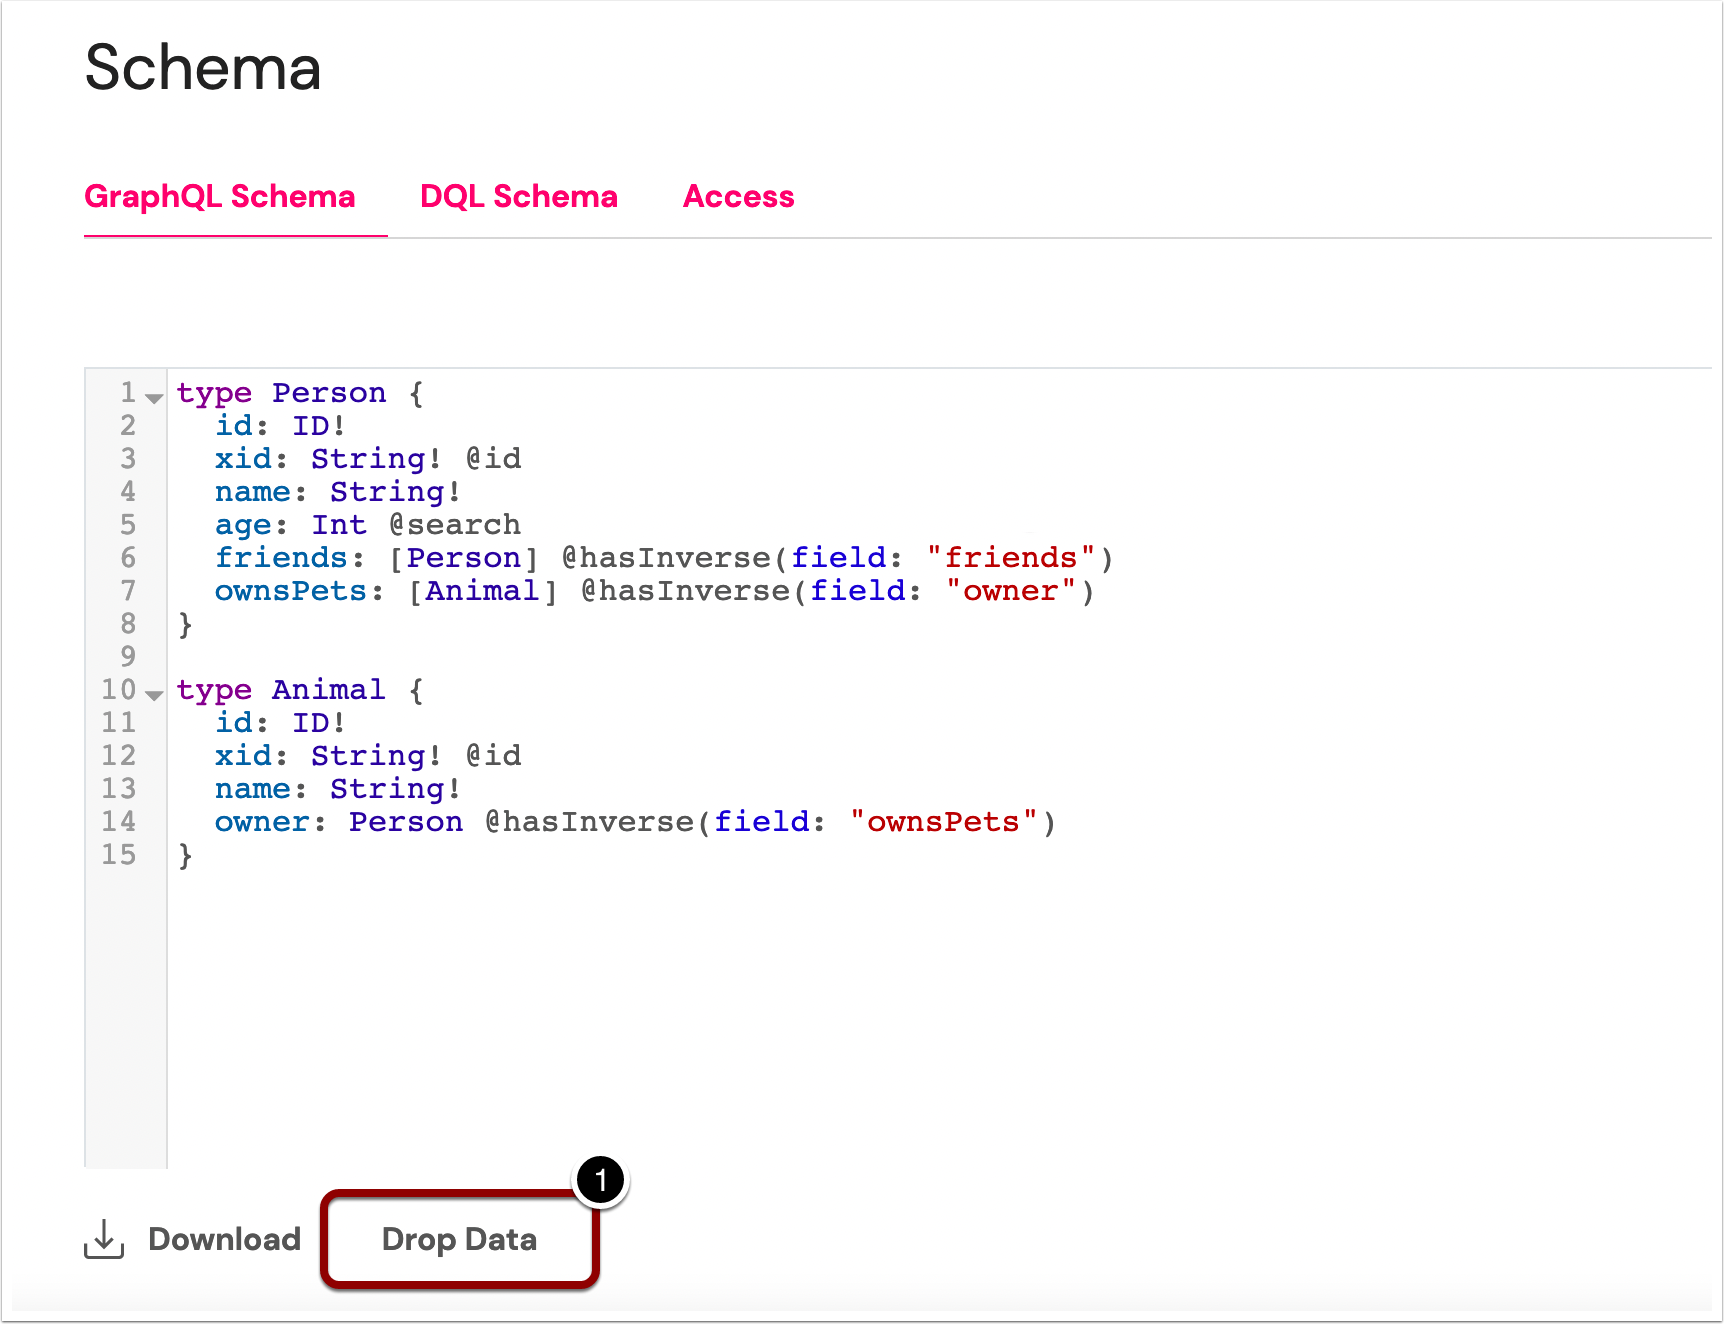 Schema
GraphQL Schema DQL Schema Access
1 type Person {
2 id: ID!
3 xid: String! @id
4 name: String!
5 age: Int @search
6 friends: [Person] @hasInverse(field: "friends")
7 ownsPets: [Animal] @hasInverse(field: "owner")
8 }
9
10 type Animal {
11 id: ID!
12 xid: String! @id
13 name: String!
14 owner: Person @hasInverse(field: "ownsPets")
15 }
1
Download Drop Data